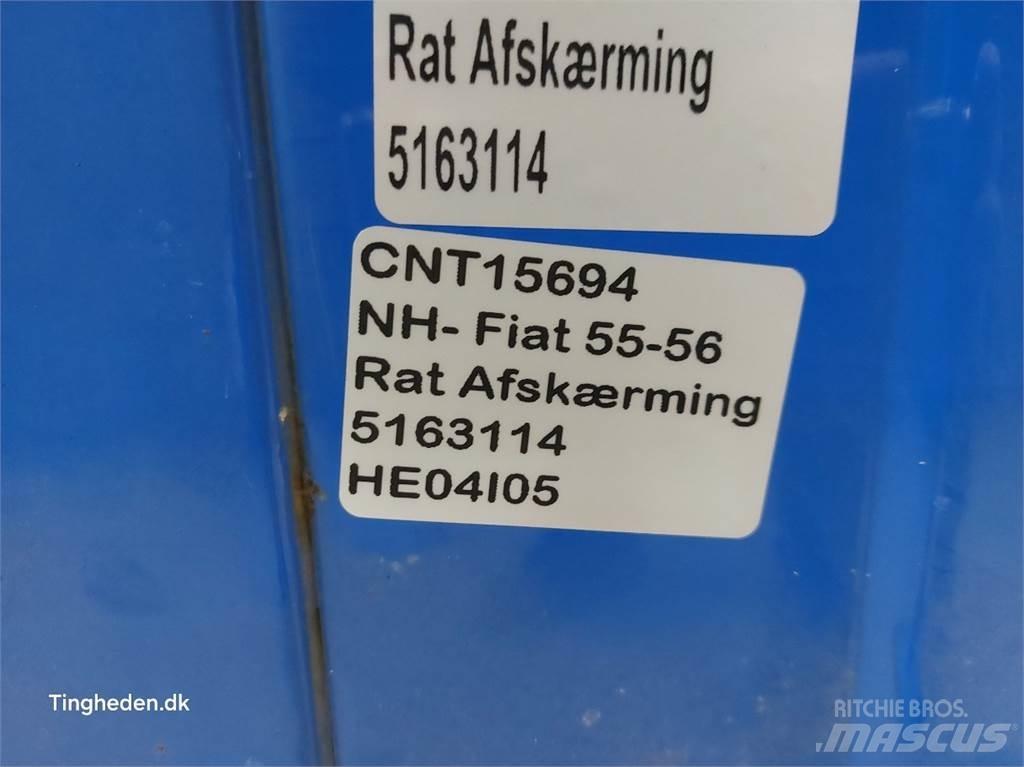 Rat Afskærming
5163114
CNT15694
NH- Fiat 55-56
Rat Afskærming
5163114
HE04I05
Tingheden.dk
RITCHIE BROS.
MASCUS